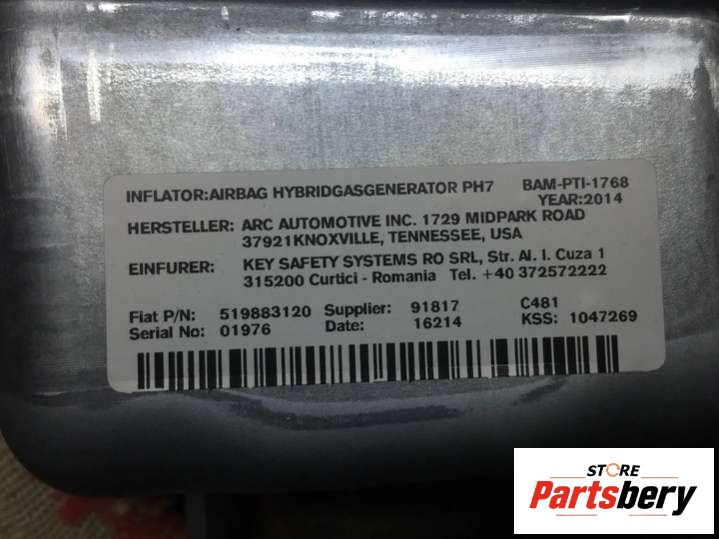 INFLATOR:AIRBAG HYBRIDGASGENERATOR PH7 BAM-PTI-1768
YEAR:2014
HERSTELLER: ARC AUTOMOTIVE INC. 1729 MIDPARK ROAD
37921KNOXVILLE, TENNESSEE, USA
EINFURER: KEY SAFETY SYSTEMS RO SRL, Str. Al. I. Cuza 1
315200 Curtici - Romania Tel. +40 372572222
Fiat P/N: 519883120 Supplier: 91817 C481
Serial No: 01976 Date: 16214 KSS: 1047269
STORE
Partsbery